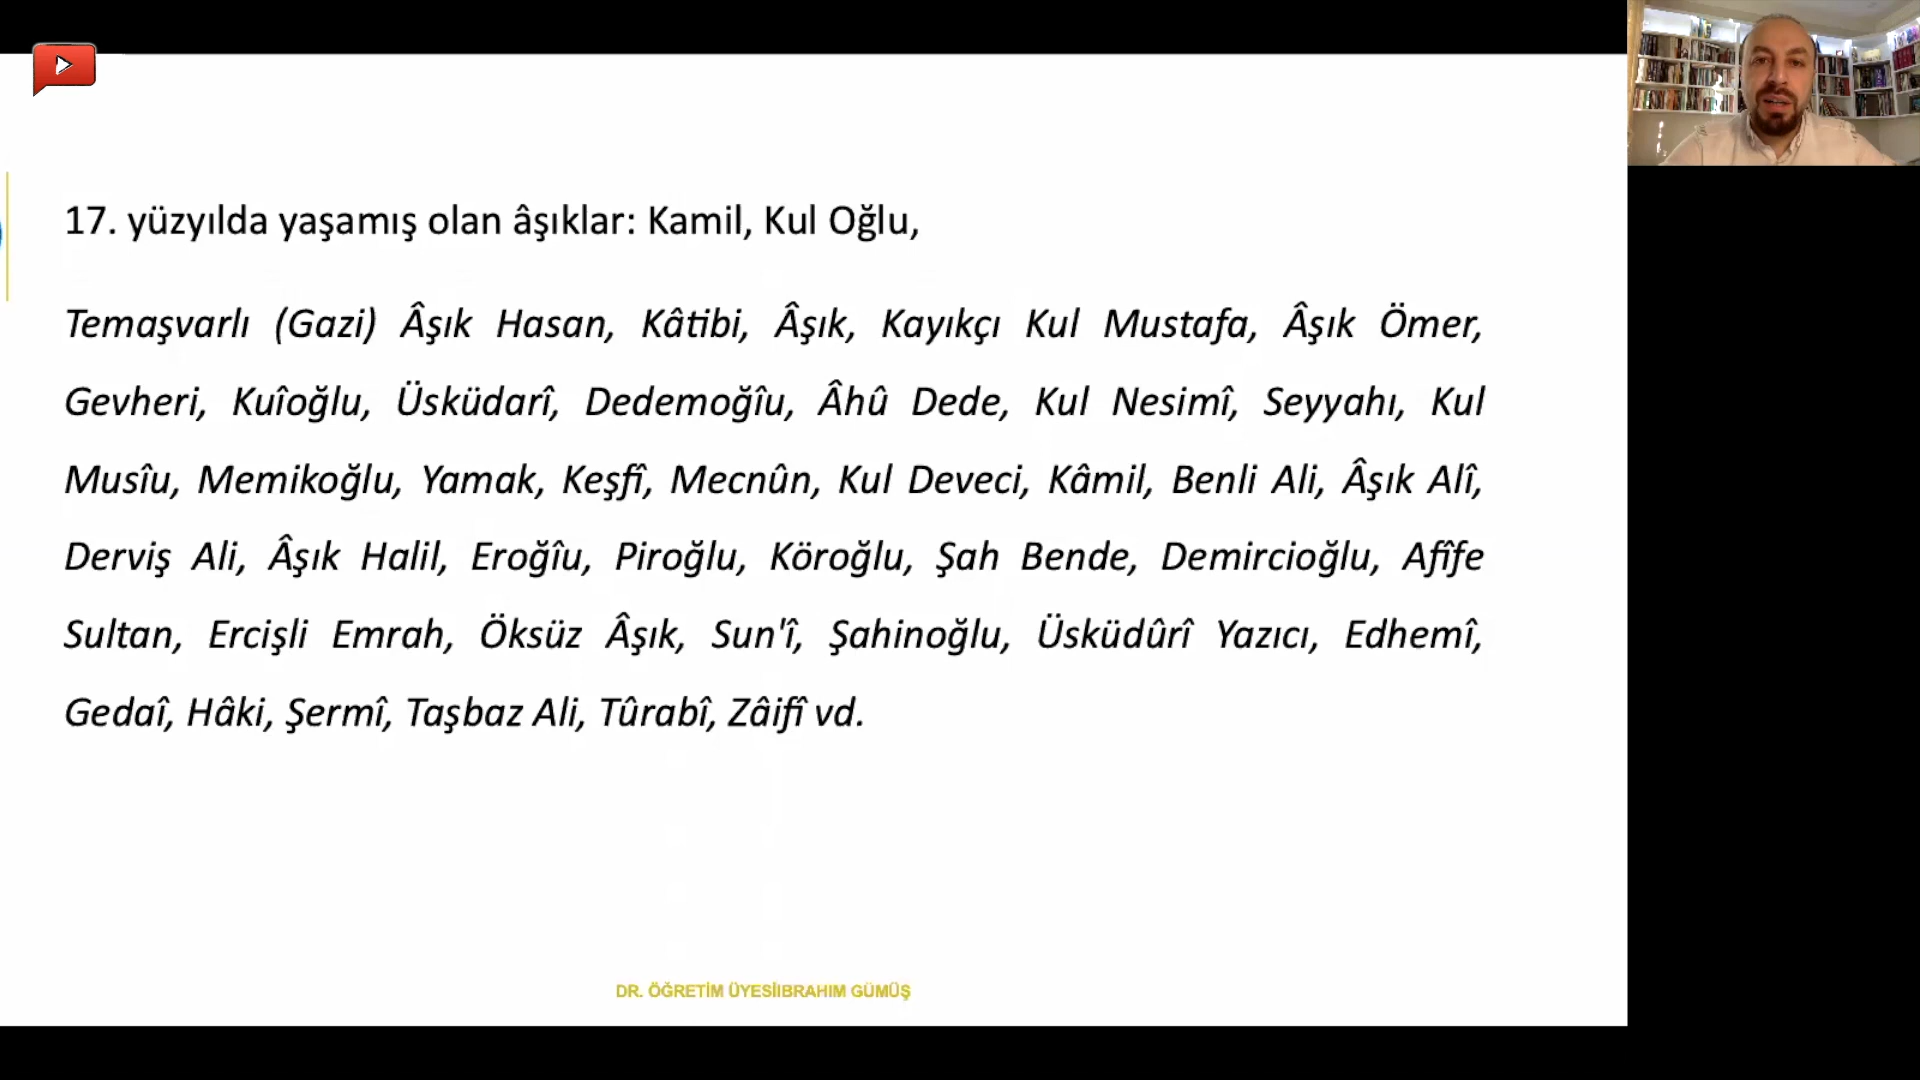 17. yüzyılda yaşamış olan âşıklar: Kamil, Kul Oğlu,
Temaşvarlı (Gazi) Âşık Hasan, Kâtibi, Âşık, Kayıkçı Kul Mustafa, Âşık Ömer,
Gevheri, Kuîoğlu, Üsküdarî, Dedemoğîu, Âhû Dede, Kul Nesimî, Seyyahı, Kul
Musîu, Memikoğlu, Yamak, Keşfî, Mecnûn, Kul Deveci, Kâmil, Benli Ali, Âşık Alî,
Derviş Ali, Âşık Halil, Eroğîu, Piroğlu, Köroğlu, Şah Bende, Demircioğlu, Afîfe
Sultan, Ercişli Emrah, Öksüz Âşık, Sun'î, Şahinoğlu, Üsküdûrî Yazıcı, Edhemî,
Gedaî, Hâki, Şermî, Taşbaz Ali, Tûrabî, Zâifî vd.
DR. ÖĞRETİM ÜYESİIBRAHIM GÜMÜŞ